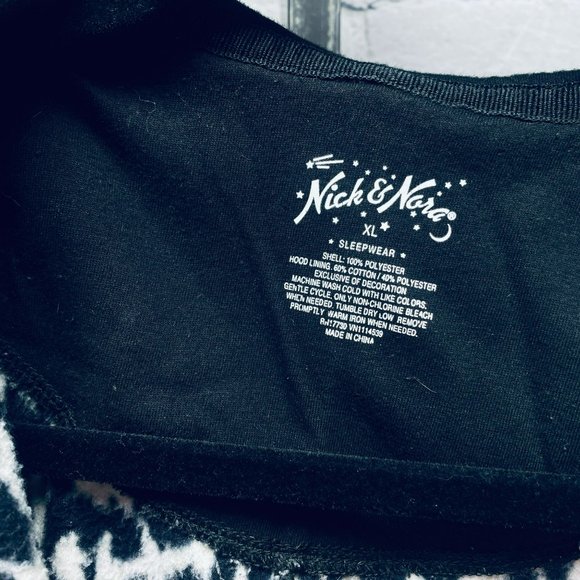 Nick & Nora®
XL
SLEEPWEAR
SHELL: 100% POLYESTER
HOOD LINING: 60% COTTON / 40% POLYESTER
EXCLUSIVE OF DECORATION
MACHINE WASH COLD WITH LIKE COLORS,
GENTLE CYCLE. ONLY NON-CHLORINE BLEACH
WHEN NEEDED. TUMBLE DRY LOW. REMOVE
PROMPTLY. WARM IRON WHEN NEEDED.
VN1114539
MADE IN CHINA